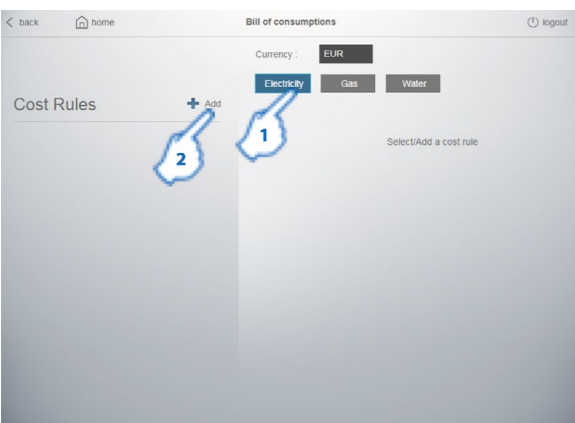 back home Bill of consumptions logout
Currency : EUR
Electricity Gas Water
Cost Rules Add
1
2
Select/Add a cost rule